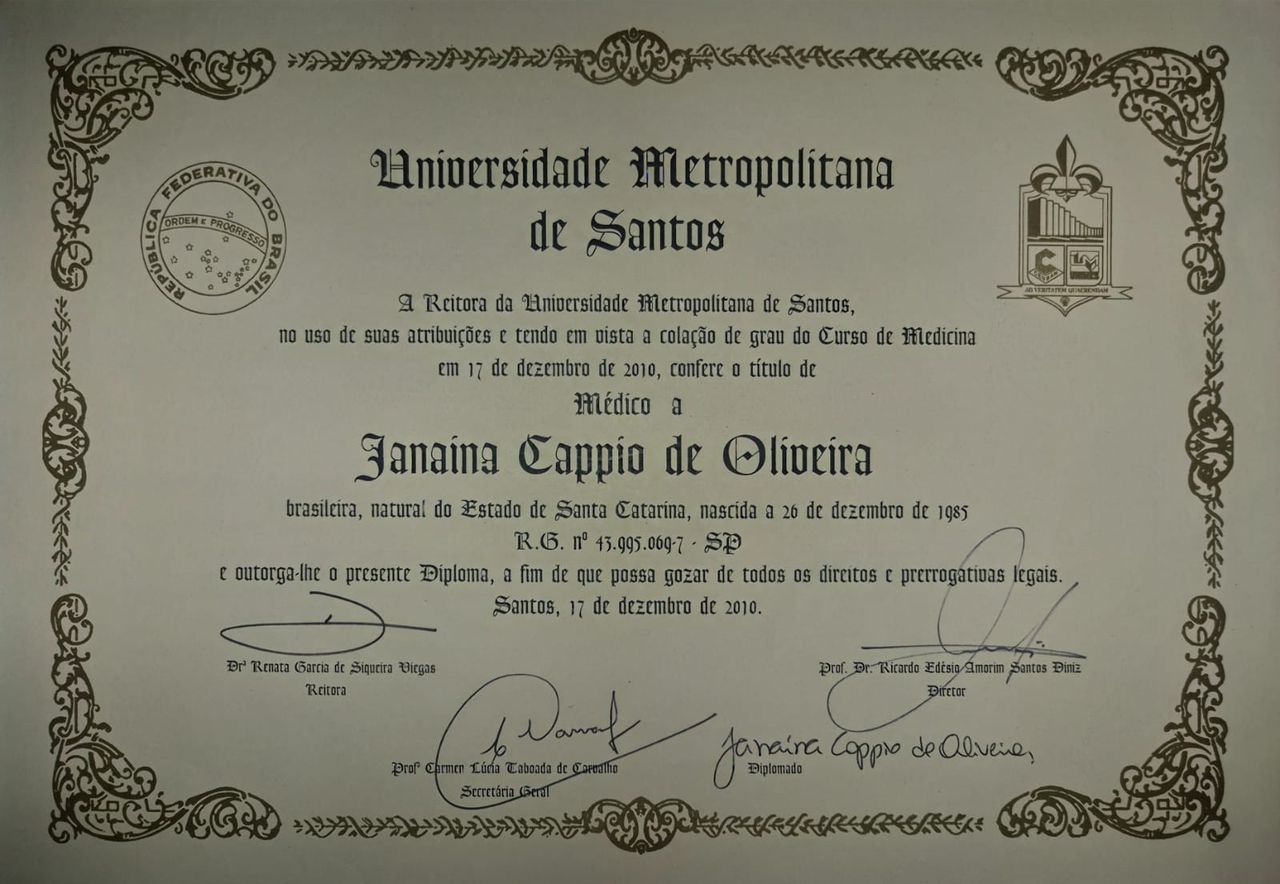 Universidade Metropolitana
de Santos
REPÚBLICA FEDERATIVA DO BRASIL
ORDEM E PROGRESSO
AD VERITATEM QUAERENDAM
A Reitora da Universidade Metropolitana de Santos,
no uso de suas atribuições e tendo em vista a colação de grau do Curso de Medicina
em 17 de dezembro de 2010, confere o título de
Médico a
Janaina Cappio de Oliveira
brasileira, natural do Estado de Santa Catarina, nascida a 26 de dezembro de 1985
R.G. nº 43.995.069-7 - SP
e outorga-lhe o presente Diploma, a fim de que possa gozar de todos os direitos e prerrogativas legais.
Santos, 17 de dezembro de 2010.
Drª Renata Garcia de Siqueira Viegas
Reitora
Prof. Dr. Ricardo Edésio Amorim Santos Diniz
Diretor
Janaina Cappio de Oliveira
Profª Carmen Lúcia Taboada de Carvalho
Secretária Geral
Diplomado